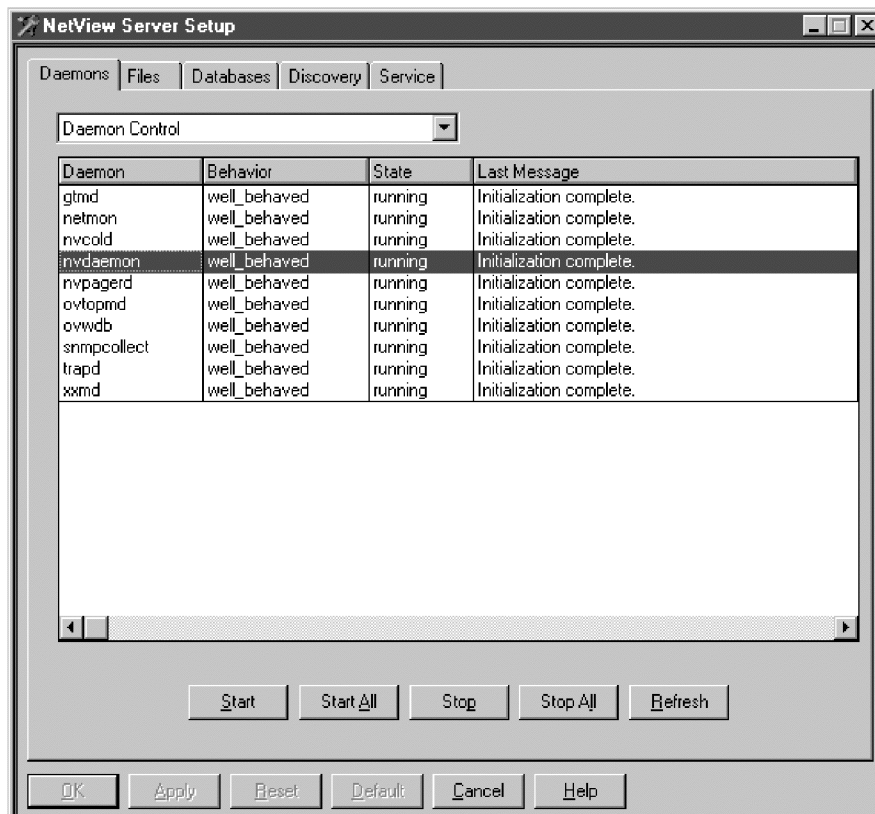 NetView Server Setup
Daemons Files Databases Discovery Service
Daemon Control
Daemon Behavior State Last Message
gtmd well_behaved running Initialization complete.
netmon well_behaved running Initialization complete.
nvcold well_behaved running Initialization complete.
nvdaemon well_behaved running Initialization complete.
nvpagerd well_behaved running Initialization complete.
ovtopmd well_behaved running Initialization complete.
ovwdb well_behaved running Initialization complete.
snmpcollect well_behaved running Initialization complete.
trapd well_behaved running Initialization complete.
xxmd well_behaved running Initialization complete.
Start Start All Stop Stop All Refresh
OK Apply Reset Default Cancel Help